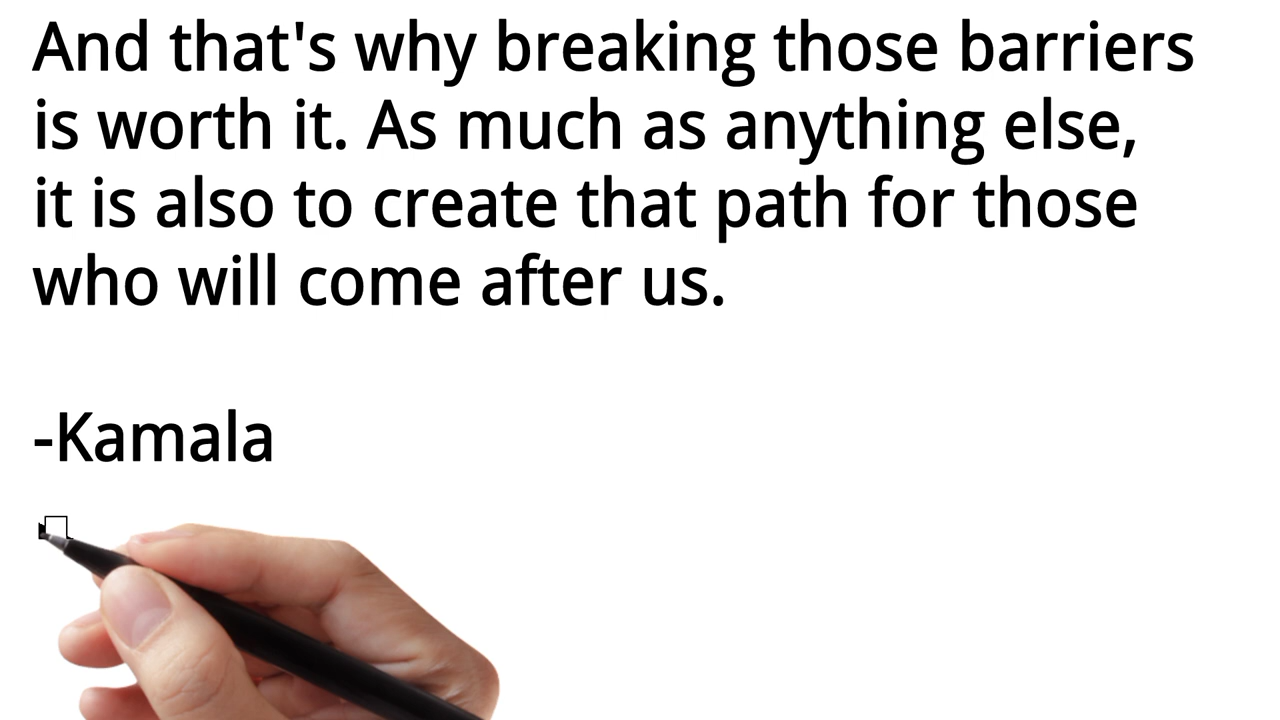 And that's why breaking those barriers
is worth it. As much as anything else,
it is also to create that path for those
who will come after us.
-Kamala